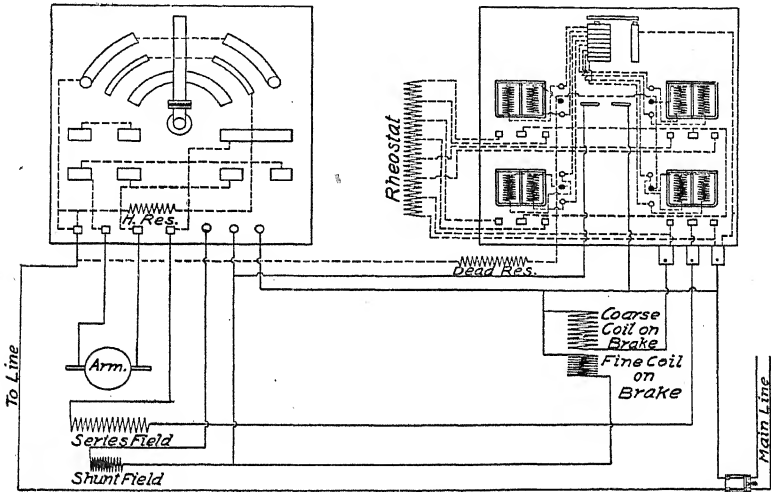 Rheostat
H. Res.
Dead Res.
Coarse
Coil on
Brake
Fine Coil
on
Brake
Arm.
To Line
Series Field
Shunt Field
Main Line